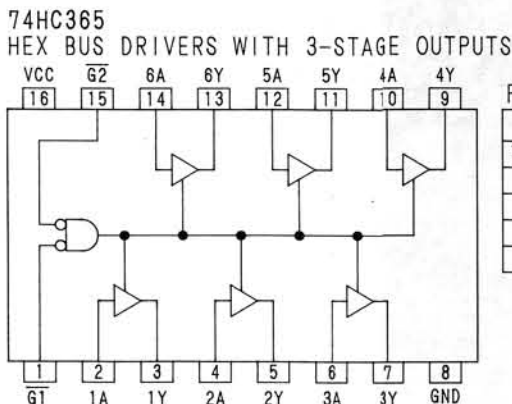 74HC365
HEX BUS DRIVERS WITH 3-STAGE OUTPUTS
VCC G2 6A 6Y 5A 5Y 4A 4Y
16 15 14 13 12 11 10 9
1 2 3 4 5 6 7 8
G1 1A 1Y 2A 2Y 3A 3Y GND